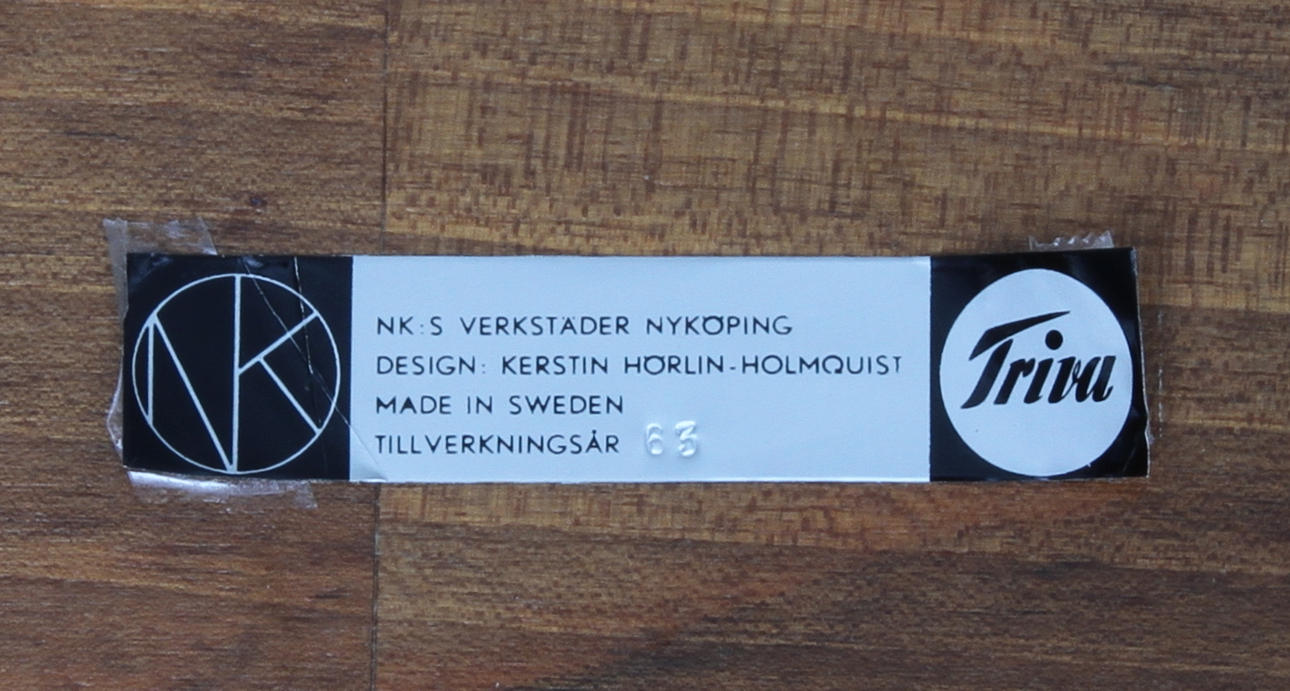 NK
NK:S VERKSTÄDER NYKÖPING
DESIGN: KERSTIN HÖRLIN-HOLMQUIST
MADE IN SWEDEN
TILLVERKNINGSÅR 63
Triva